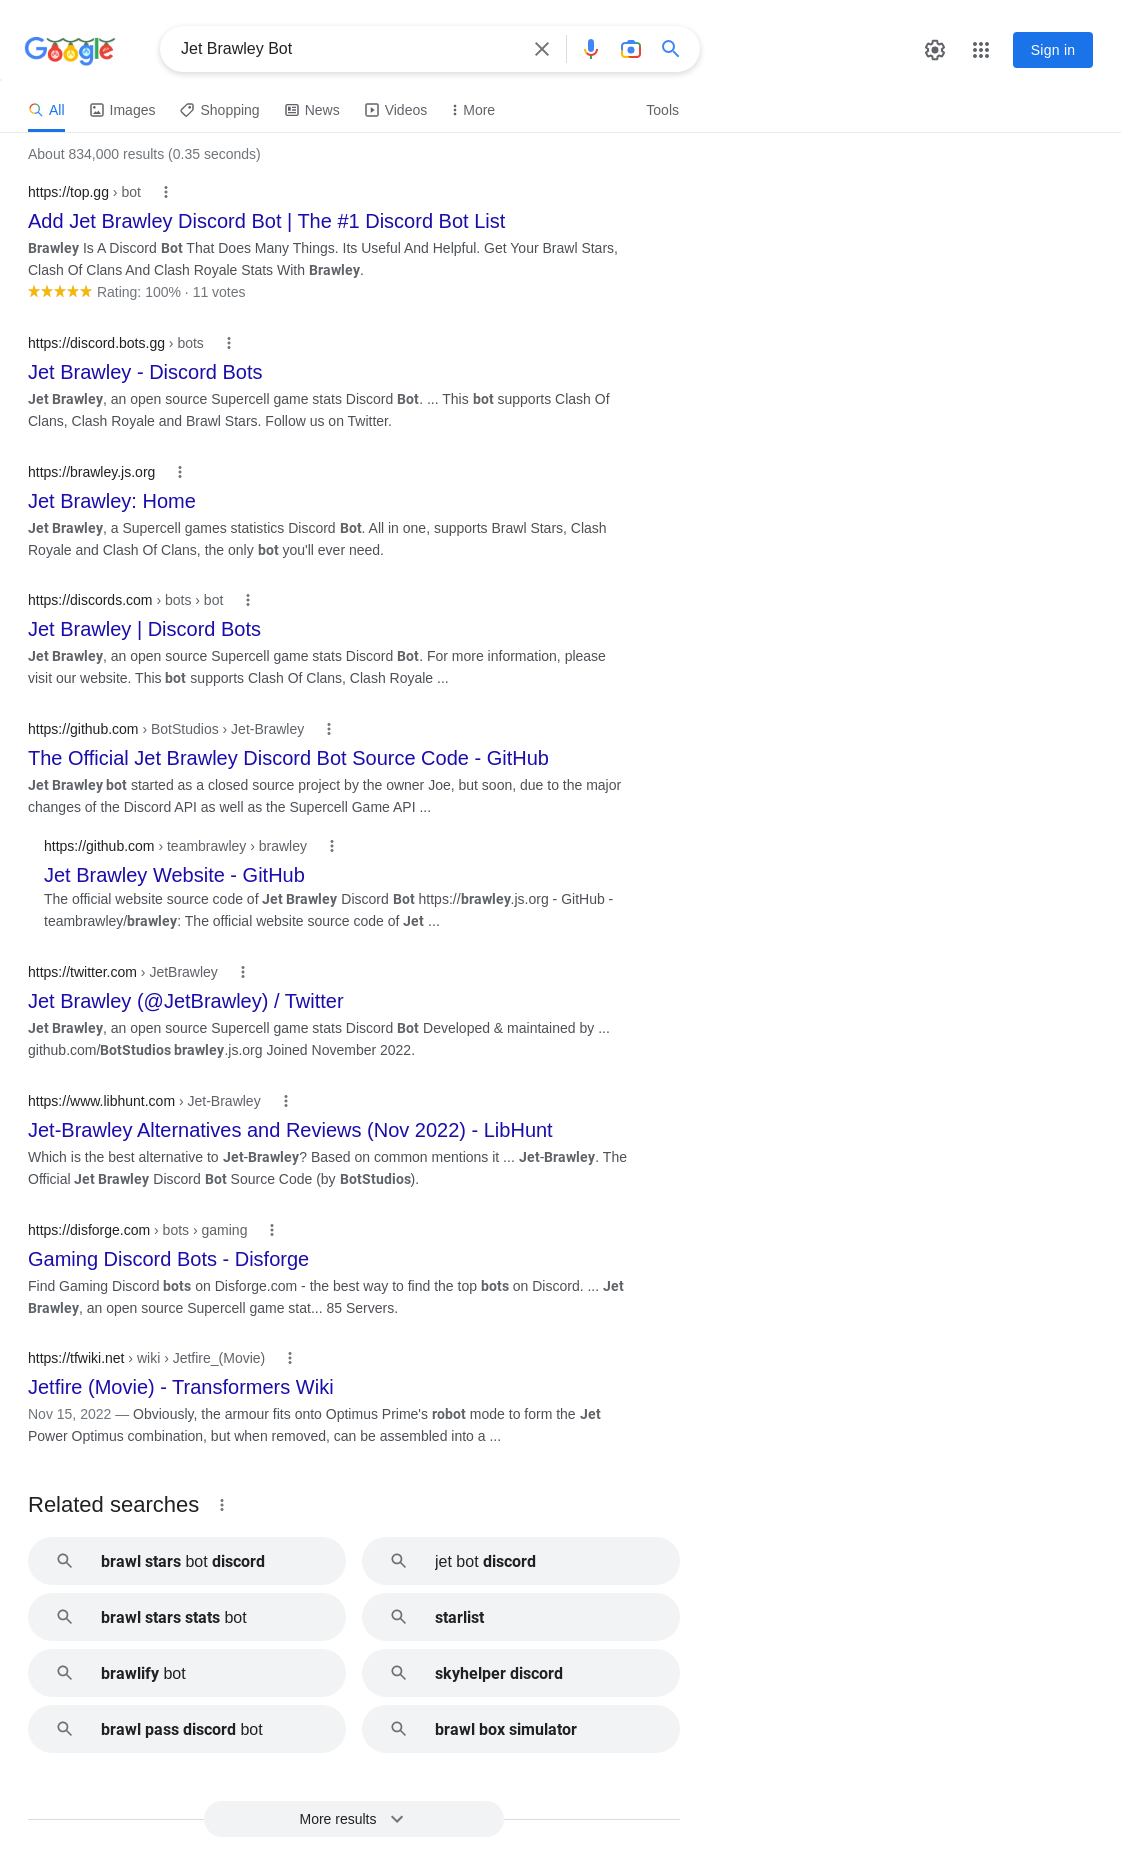 Google
Jet Brawley Bot
Sign in
All Images Shopping News Videos More Tools
About 834,000 results (0.35 seconds)
https://top.gg › bot
Add Jet Brawley Discord Bot | The #1 Discord Bot List
Brawley Is A Discord Bot That Does Many Things. Its Useful And Helpful. Get Your Brawl Stars,
Clash Of Clans And Clash Royale Stats With Brawley.
Rating: 100% · 11 votes
https://discord.bots.gg › bots
Jet Brawley - Discord Bots
Jet Brawley, an open source Supercell game stats Discord Bot. ... This bot supports Clash Of
Clans, Clash Royale and Brawl Stars. Follow us on Twitter.
https://brawley.js.org
Jet Brawley: Home
Jet Brawley, a Supercell games statistics Discord Bot. All in one, supports Brawl Stars, Clash
Royale and Clash Of Clans, the only bot you'll ever need.
https://discords.com › bots › bot
Jet Brawley | Discord Bots
Jet Brawley, an open source Supercell game stats Discord Bot. For more information, please
visit our website. This bot supports Clash Of Clans, Clash Royale ...
https://github.com › BotStudios › Jet-Brawley
The Official Jet Brawley Discord Bot Source Code - GitHub
Jet Brawley bot started as a closed source project by the owner Joe, but soon, due to the major
changes of the Discord API as well as the Supercell Game API ...
https://github.com › teambrawley › brawley
Jet Brawley Website - GitHub
The official website source code of Jet Brawley Discord Bot https://brawley.js.org - GitHub -
teambrawley/brawley: The official website source code of Jet ...
https://twitter.com › JetBrawley
Jet Brawley (@JetBrawley) / Twitter
Jet Brawley, an open source Supercell game stats Discord Bot Developed & maintained by ...
github.com/BotStudios brawley.js.org Joined November 2022.
https://www.libhunt.com › Jet-Brawley
Jet-Brawley Alternatives and Reviews (Nov 2022) - LibHunt
Which is the best alternative to Jet-Brawley? Based on common mentions it ... Jet-Brawley. The
Official Jet Brawley Discord Bot Source Code (by BotStudios).
https://disforge.com › bots › gaming
Gaming Discord Bots - Disforge
Find Gaming Discord bots on Disforge.com - the best way to find the top bots on Discord. ... Jet
Brawley, an open source Supercell game stat... 85 Servers.
https://tfwiki.net › wiki › Jetfire_(Movie)
Jetfire (Movie) - Transformers Wiki
Nov 15, 2022 — Obviously, the armour fits onto Optimus Prime's robot mode to form the Jet
Power Optimus combination, but when removed, can be assembled into a ...
Related searches
brawl stars bot discord
jet bot discord
brawl stars stats bot
starlist
brawlify bot
skyhelper discord
brawl pass discord bot
brawl box simulator
More results